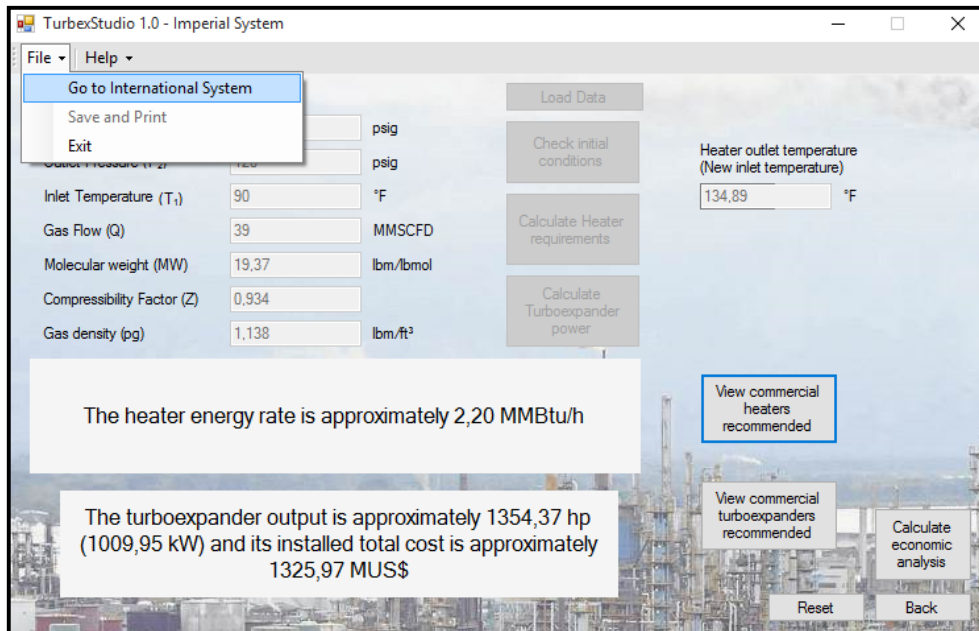 TurbexStudio 1.0 - Imperial System
File
Help
Go to International System
Save and Print
Exit
Load Data
psig
Check initial
conditions
psig
Heater outlet temperature
(New inlet temperature)
Inlet Temperature (T₁)
90
°F
134,89
°F
Gas Flow (Q)
39
MMSCFD
Calculate Heater
requirements
Molecular weight (MW)
19,37
lbm/lbmol
Compressibility Factor (Z)
0,934
Calculate
Turboexpander
power
Gas density (pg)
1,138
lbm/ft³
The heater energy rate is approximately 2,20 MMBtu/h
View commercial
heaters
recommended
The turboexpander output is approximately 1354,37 hp
(1009,95 kW) and its installed total cost is approximately
1325,97 MUS$
View commercial
turboexpanders
recommended
Calculate
economic
analysis
Reset
Back